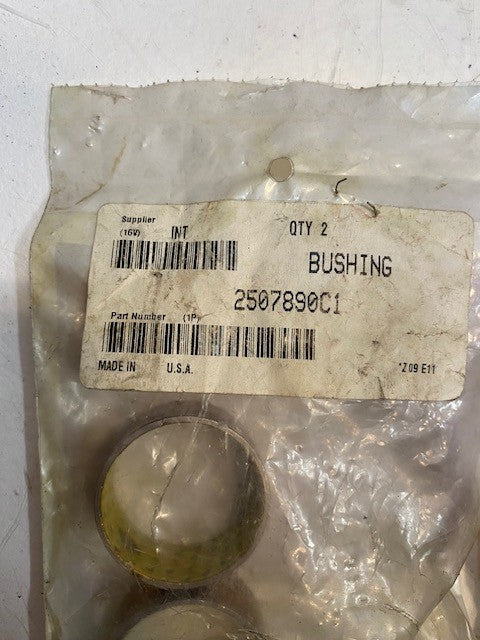 Supplier
(16V) INT QTY 2
BUSHING
2507890C1
Part Number (1P)
MADE IN U.S.A. *Z09 E11